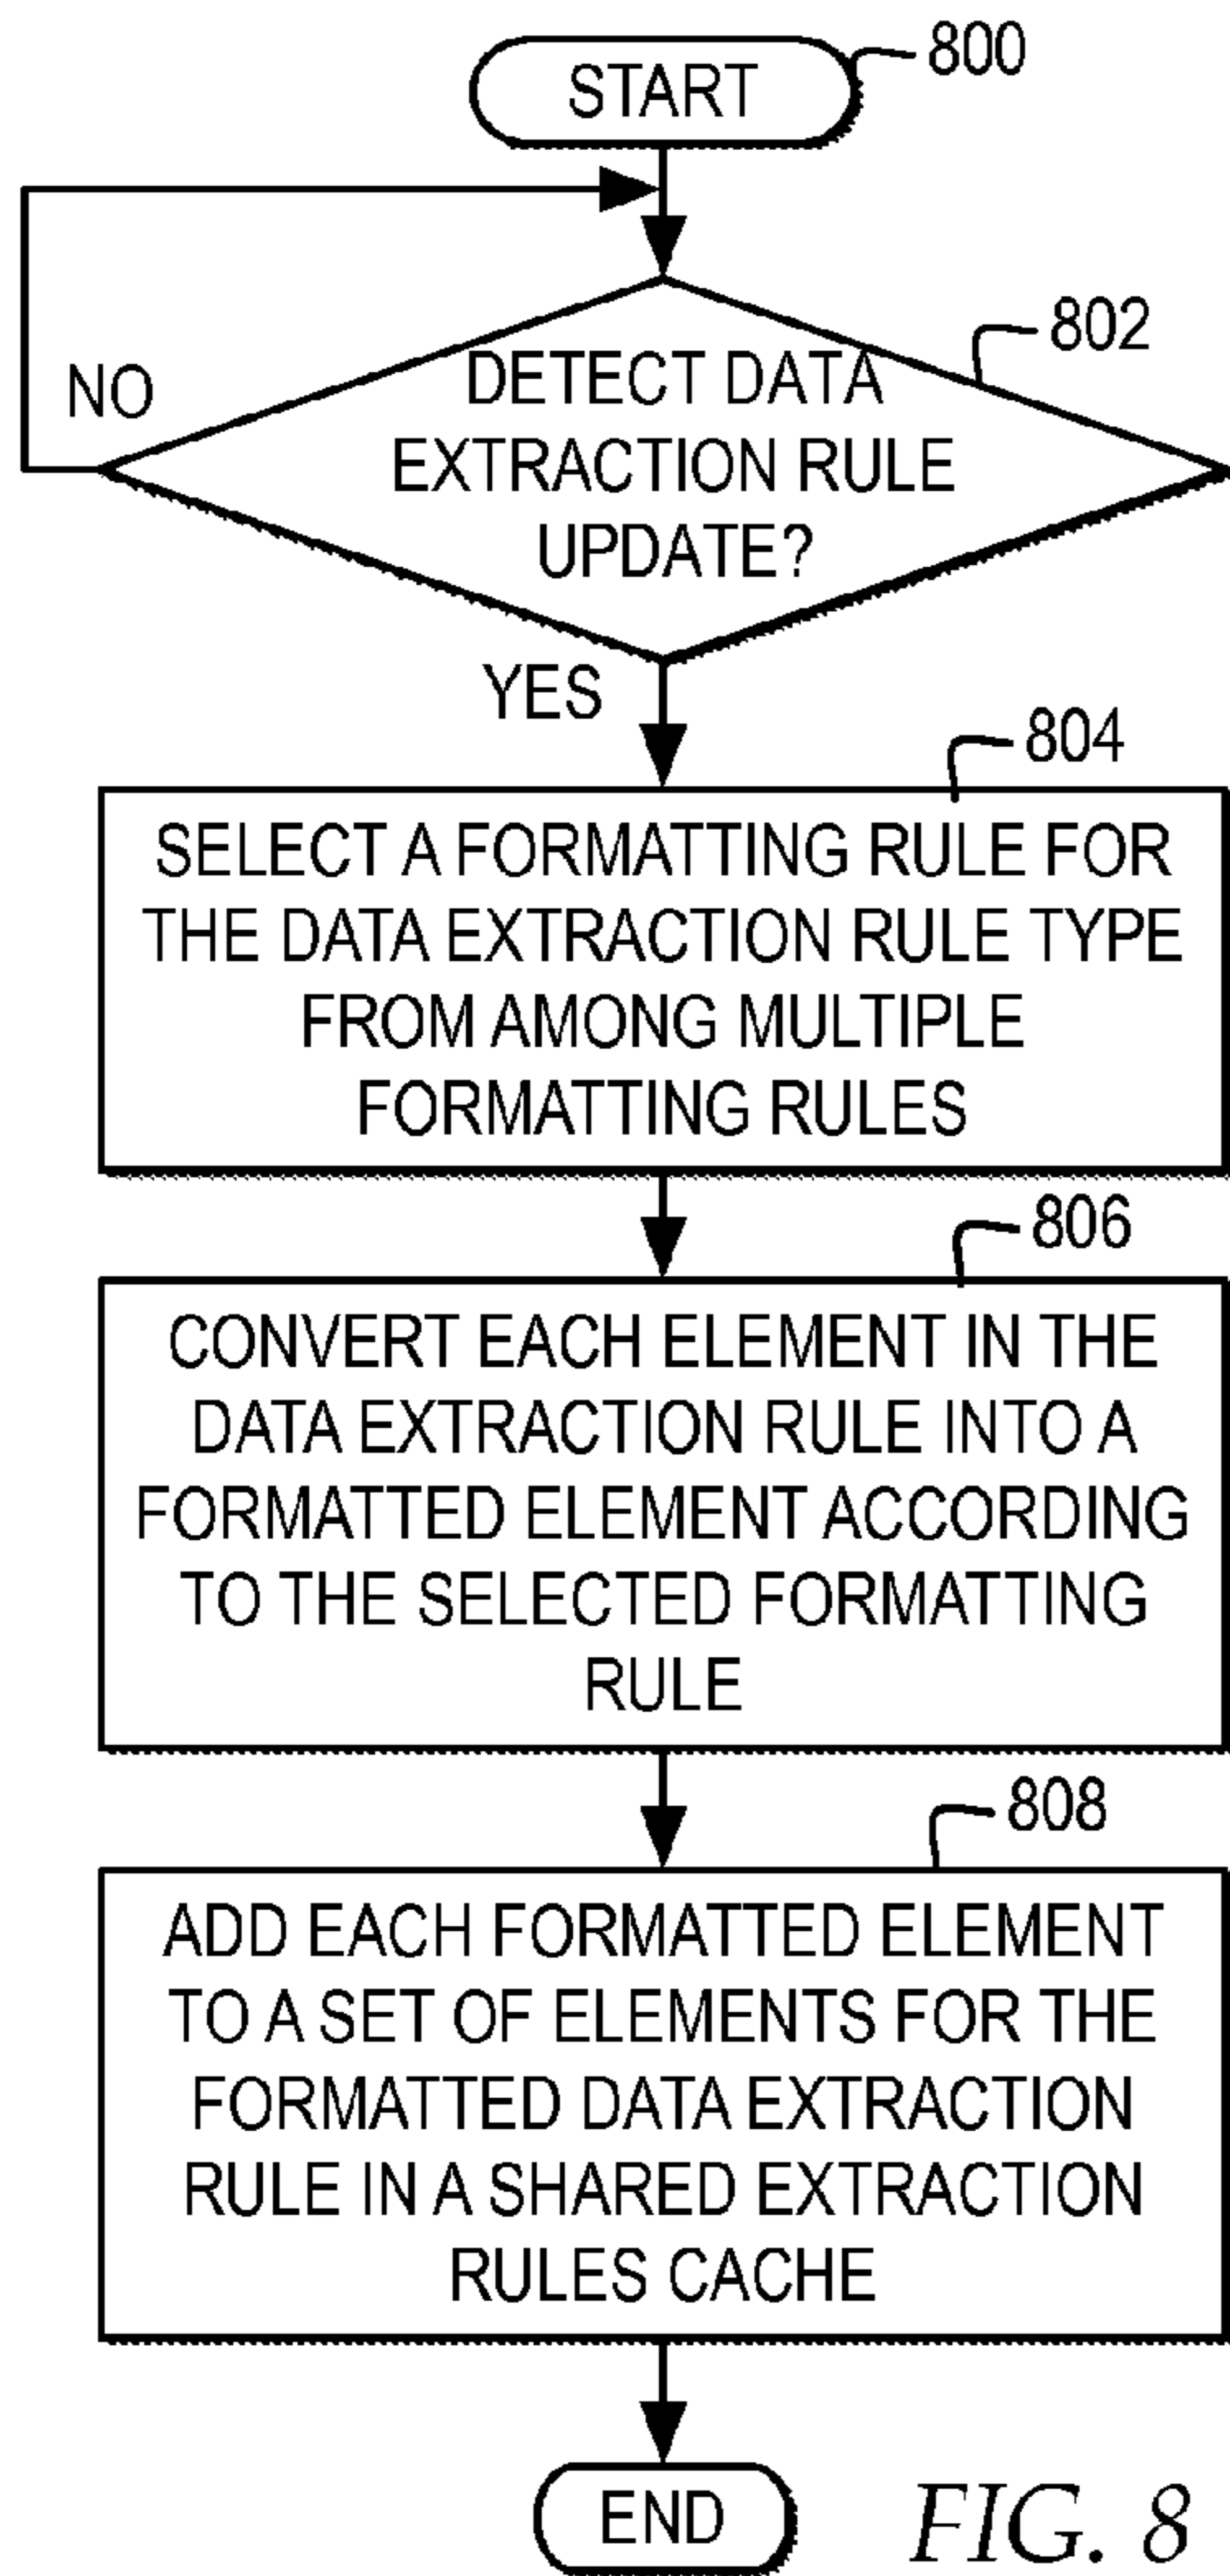 START
800
802
DETECT DATA
EXTRACTION RULE
UPDATE?
NO
YES
804
SELECT A FORMATTING RULE FOR
THE DATA EXTRACTION RULE TYPE
FROM AMONG MULTIPLE
FORMATTING RULES
806
CONVERT EACH ELEMENT IN THE
DATA EXTRACTION RULE INTO A
FORMATTED ELEMENT ACCORDING
TO THE SELECTED FORMATTING
RULE
808
ADD EACH FORMATTED ELEMENT
TO A SET OF ELEMENTS FOR THE
FORMATTED DATA EXTRACTION
RULE IN A SHARED EXTRACTION
RULES CACHE
END
FIG. 8